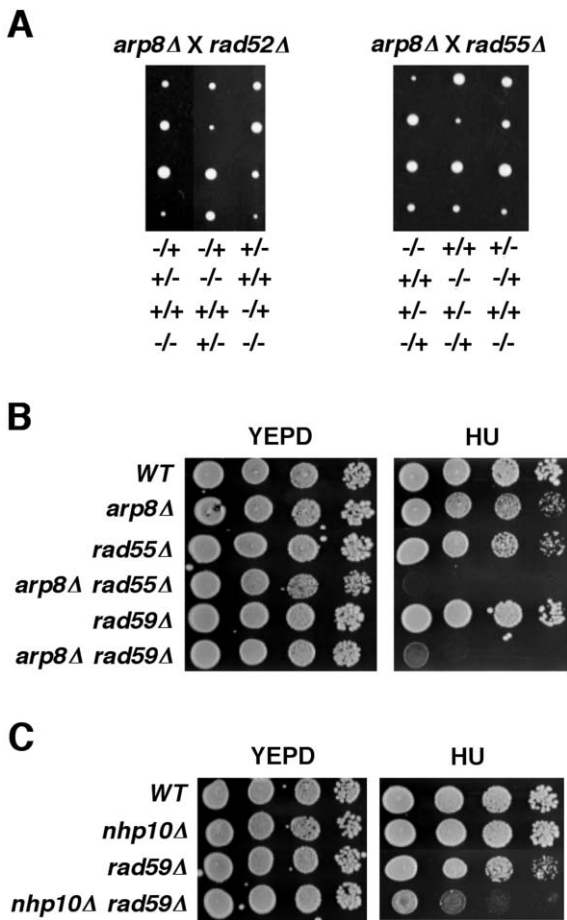 A
arp8Δ X rad52Δ
arp8Δ X rad55Δ
-/+ -/+ +/-
+/- -/- +/+
+/+ +/+ -/+
-/- +/- -/-
-/- +/+ +/-
+/+ -/- -/+
+/- +/- +/+
-/+ -/+ -/-
B
YEPD
HU
WT
arp8Δ
rad55Δ
arp8Δ rad55Δ
rad59Δ
arp8Δ rad59Δ
C
YEPD
HU
WT
nhp10Δ
rad59Δ
nhp10Δ rad59Δ